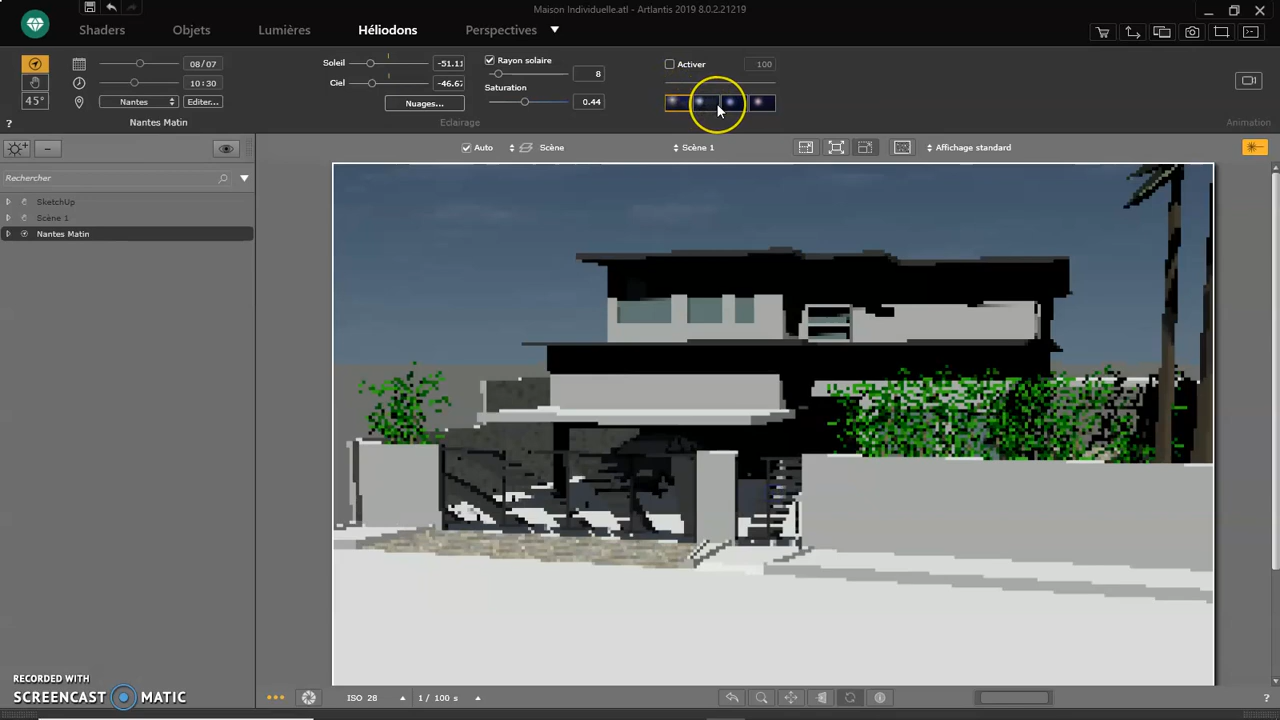 Maison Individuelle.atl - Artlantis 2019 8.0.2.21219
Shaders Objets Lumières Héliodons Perspectives
08/07
10 : 30
Nantes Editer...
Nantes Matin
Soleil -51.11
Ciel -46.67
Nuages...
Eclairage
Rayon solaire 8
Saturation 0.44
Activer 100
Animation
45°
?
Auto Scène Scène 1 Affichage standard
Rechercher
SketchUp
Scène 1
Nantes Matin
RECORDED WITH
SCREENCAST MATIC
ISO 28 1 / 100 s ?